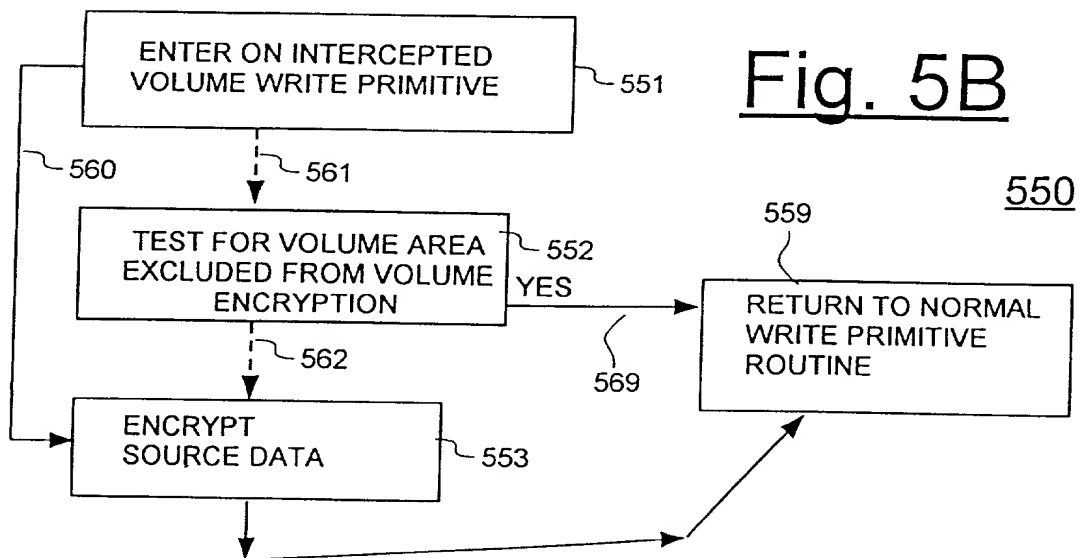 ENTER ON INTERCEPTED
VOLUME WRITE PRIMITIVE
551
Fig. 5B
560
561
550
559
TEST FOR VOLUME AREA
EXCLUDED FROM VOLUME
ENCRYPTION
552
YES
569
RETURN TO NORMAL
WRITE PRIMITIVE
ROUTINE
562
ENCRYPT
SOURCE DATA
553